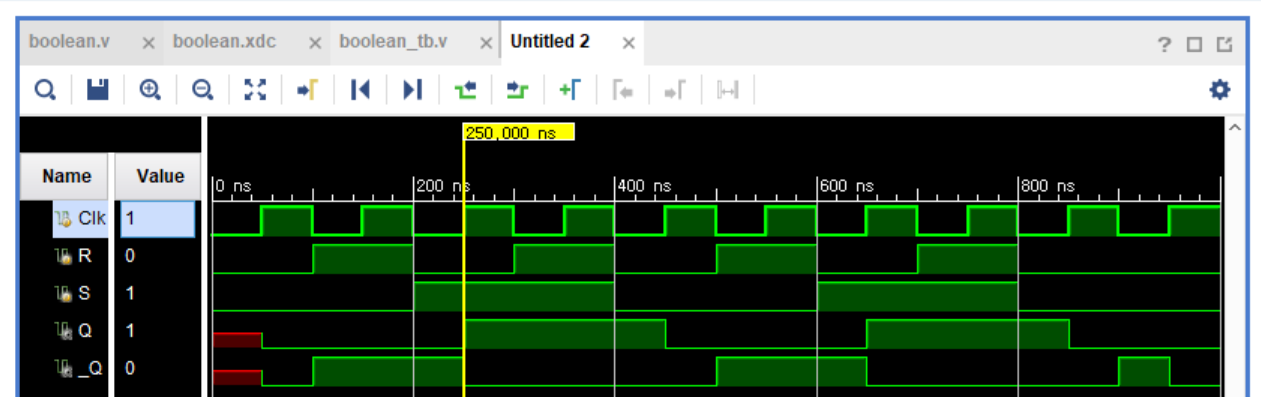 boolean.v × boolean.xdc × boolean_tb.v × Untitled 2 ×
250,000 ns
Name Value
0 ns 200 ns 400 ns 600 ns 800 ns
Clk 1
R 0
S 1
Q 1
_Q 0